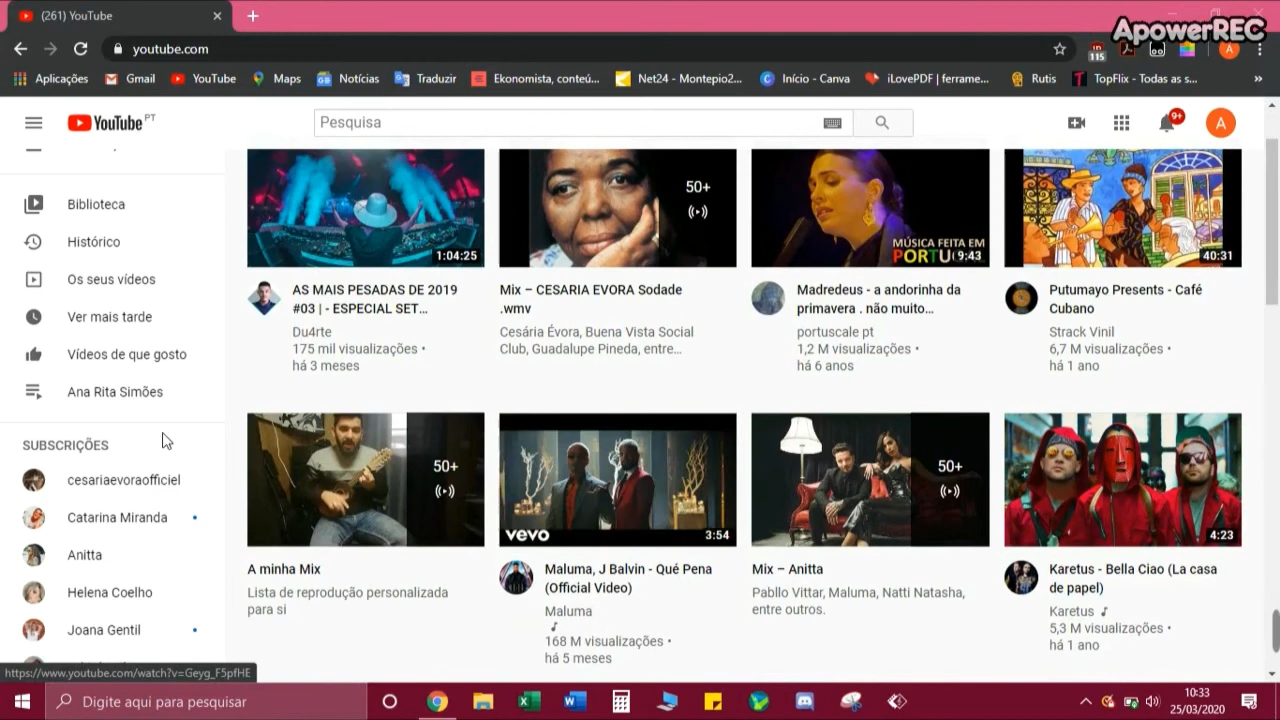 (261) YouTube
ApowerREC
youtube.com
115
A
Aplicações
Gmail
YouTube
Maps
Notícias
Traduzir
Ekonomista, conteú...
Net24 - Montepio2...
Início - Canva
iLovePDF | ferrame...
Rutis
TopFlix - Todas as s...
»
YouTube PT
Pesquisa
9+
A
Biblioteca
Histórico
Os seus vídeos
Ver mais tarde
Vídeos de que gosto
Ana Rita Simões
SUBSCRIÇÕES
cesariaevoraofficiel
Catarina Miranda
Anitta
Helena Coelho
Joana Gentil
1:04:25
AS MAIS PESADAS DE 2019
#03 | - ESPECIAL SET...
Du4rte
175 mil visualizações •
há 3 meses
50+
Mix – CESARIA EVORA Sodade
.wmv
Cesária Évora, Buena Vista Social
Club, Guadalupe Pineda, entre...
MÚSICA FEITA EM
9:43
Madredeus - a andorinha da
primavera . não muito...
portuscale pt
1,2 M visualizações •
há 6 anos
40:31
Putumayo Presents - Café
Cubano
Strack Vinil
6,7 M visualizações •
há 1 ano
50+
A minha Mix
Lista de reprodução personalizada
para si
vevo
3:54
Maluma, J Balvin - Qué Pena
(Official Video)
Maluma
168 M visualizações •
há 5 meses
50+
Mix – Anitta
Pabllo Vittar, Maluma, Natti Natasha,
entre outros.
4:23
Karetus - Bella Ciao (La casa
de papel)
Karetus
5,3 M visualizações •
há 1 ano
https://www.youtube.com/watch?v=Geyg_F5pfHE
Digite aqui para pesquisar
10:33
25/03/2020